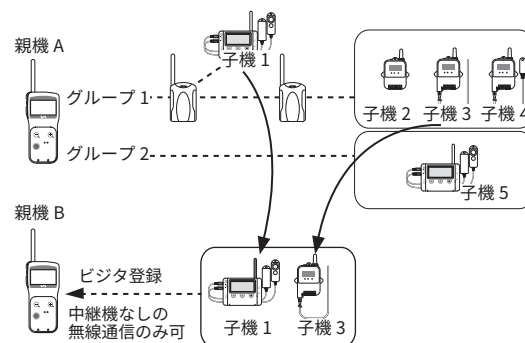 親機 A
子機 1
グループ 1
子機 2 子機 3 子機 4
グループ 2
子機 5
親機 B
ビジタ登録
中継機なしの
無線通信のみ可
子機 1 子機 3